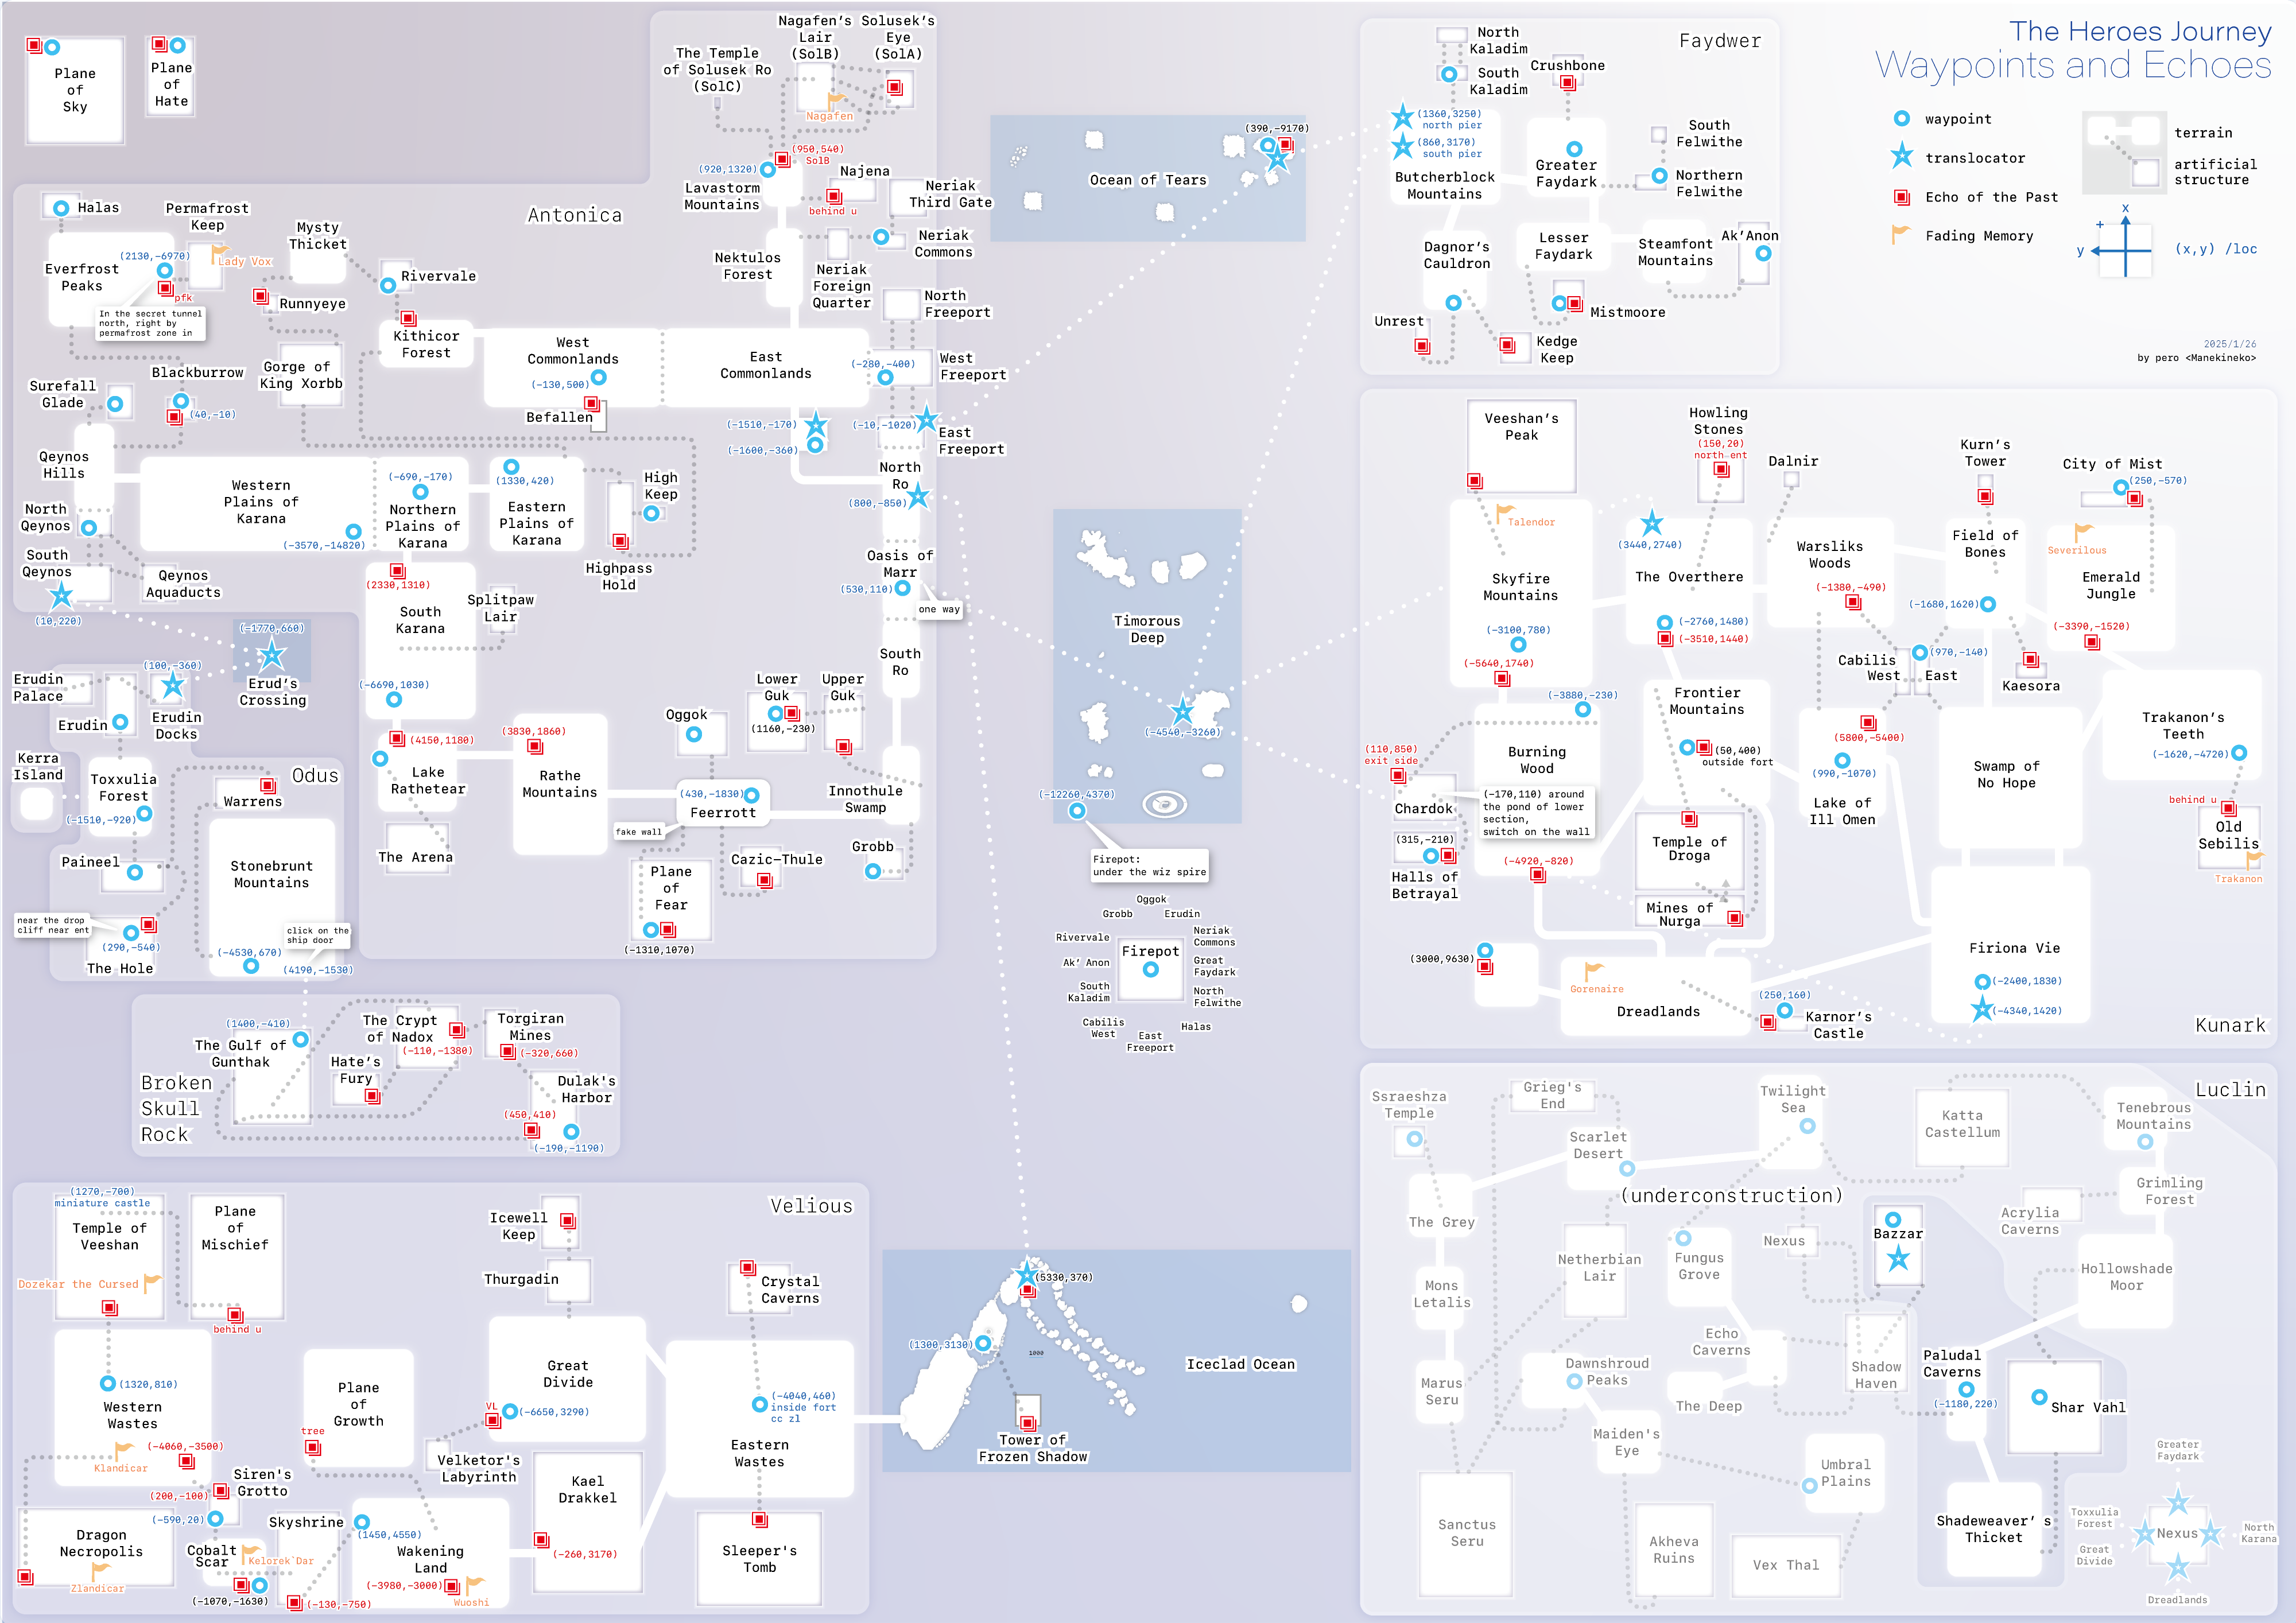 The Heroes Journey
Waypoints and Echoes
waypoint
translocator
Echo of the Past
Fading Memory
terrain
artificial
structure
x
+
y
(x,y) /loc
2025/1/26
by pero <Manekineko>
Plane
of
Sky
Plane
of
Hate
Antonica
Nagafen's
Lair
(SolB)
Nagafen
Solusek's
Eye
(SolA)
The Temple
of Solusek Ro
(SolC)
(950,540)
SolB
(920,1320)
Lavastorm
Mountains
Najena
behind u
Neriak
Third Gate
Neriak
Commons
Nektulos
Forest
Neriak
Foreign
Quarter
North
Freeport
Halas
Permafrost
Keep
Lady Vox
(2130,-6970)
Everfrost
Peaks
pfk
In the secret tunnel
north, right by
permafrost zone in
Mysty
Thicket
Runnyeye
Rivervale
Kithicor
Forest
West
Commonlands
(-130,500)
Befallen
East
Commonlands
(-280,-400)
West
Freeport
(-1510,-170)
(-1600,-360)
(-10,-1020)
East
Freeport
Gorge of
King Xorbb
Blackburrow
(40,-10)
Surefall
Glade
Qeynos
Hills
North
Qeynos
South
Qeynos
(10,220)
Qeynos
Aquaducts
Western
Plains of
Karana
(-3570,-14820)
(-690,-170)
Northern
Plains of
Karana
(1330,420)
Eastern
Plains of
Karana
High
Keep
Highpass
Hold
North
Ro
(800,-850)
Oasis of
Marr
(530,110)
one way
South
Ro
(2330,1310)
South
Karana
Splitpaw
Lair
(-6690,1030)
(4150,1180)
Lake
Rathetear
The Arena
(3830,1860)
Rathe
Mountains
Oggok
Lower
Guk
(1160,-230)
Upper
Guk
Innothule
Swamp
(430,-1830)
Feerrott
fake wall
Grobb
Cazic-Thule
Plane
of
Fear
(-1310,1070)
(-1770,660)
Erud's
Crossing
Odus
(100,-360)
Erudin
Palace
Erudin
Erudin
Docks
Kerra
Island
Toxxulia
Forest
(-1510,-920)
Warrens
Paineel
Stonebrunt
Mountains
(-4530,670)
near the drop
cliff near ent
(290,-540)
The Hole
click on the
ship door
(4190,-1530)
Broken
Skull
Rock
(1400,-410)
The Gulf of
Gunthak
The Crypt
of Nadox
(-110,-1380)
Hate's
Fury
Torgiran
Mines
(-320,660)
Dulak's
Harbor
(450,410)
(-190,-1190)
Velious
(1270,-700)
miniature castle
Temple of
Veeshan
Dozekar the Cursed
Plane
of
Mischief
behind u
(1320,810)
Western
Wastes
Klandicar
(-4060,-3500)
Siren's
Grotto
(200,-100)
(-590,20)
Dragon
Necropolis
Zlandicar
Cobalt
Scar
Kelorek`Dar
(-1070,-1630)
Skyshrine
(-130,-750)
Plane
of
Growth
tree
Icewell
Keep
Thurgadin
Great
Divide
VL
(-6650,3290)
Velketor's
Labyrinth
(1450,4550)
Wakening
Land
(-3980,-3000)
Wuoshi
Kael
Drakkel
(-260,3170)
Crystal
Caverns
(-4040,460)
inside fort
cc zl
Eastern
Wastes
Sleeper's
Tomb
(5330,370)
(1300,3130)
1000
Tower of
Frozen Shadow
Iceclad Ocean
(390,-9170)
Ocean of Tears
Timorous
Deep
(-4540,-3260)
(-12260,4370)
Firepot:
under the wiz spire
Oggok
Grobb
Erudin
Rivervale
Neriak
Commons
Firepot
Ak' Anon
Great
Faydark
South
Kaladim
North
Felwithe
Cabilis
West
Halas
East
Freeport
Faydwer
North
Kaladim
South
Kaladim
Crushbone
(1360,3250)
north pier
(860,3170)
south pier
Butcherblock
Mountains
Greater
Faydark
South
Felwithe
Northern
Felwithe
Dagnor's
Cauldron
Lesser
Faydark
Steamfont
Mountains
Ak'Anon
Mistmoore
Unrest
Kedge
Keep
Kunark
Veeshan's
Peak
Howling
Stones
(150,20)
north ent
Dalnir
Kurn's
Tower
City of Mist
(250,-570)
Talendor
Skyfire
Mountains
(-3100,780)
(-5640,1740)
(3440,2740)
The Overthere
(-2760,1480)
(-3510,1440)
Warsliks
Woods
(-1380,-490)
Field of
Bones
(-1680,1620)
Severilous
Emerald
Jungle
(-3390,-1520)
Cabilis
West
East
(970,-140)
Kaesora
(-3880,-230)
Burning
Wood
(110,850)
exit side
Chardok
(-170,110) around
the pond of lower
section,
switch on the wall
(315,-210)
Halls of
Betrayal
(-4920,-820)
Frontier
Mountains
(50,400)
outside fort
Temple of
Droga
Mines of
Nurga
(5800,-5400)
(990,-1070)
Lake of
Ill Omen
Swamp of
No Hope
Trakanon's
Teeth
(-1620,-4720)
behind u
Old
Sebilis
Trakanon
(3000,9630)
Gorenaire
Dreadlands
(250,160)
Karnor's
Castle
Firiona Vie
(-2400,1830)
(-4340,1420)
Luclin
Ssraeshza
Temple
Grieg's
End
Twilight
Sea
Katta
Castellum
Tenebrous
Mountains
Scarlet
Desert
(underconstruction)
The Grey
Acrylia
Caverns
Grimling
Forest
Netherbian
Lair
Fungus
Grove
Nexus
Bazzar
Hollowshade
Moor
Mons
Letalis
Echo
Caverns
Marus
Seru
Dawnshroud
Peaks
The Deep
Shadow
Haven
Paludal
Caverns
(-1180,220)
Shar Vahl
Maiden's
Eye
Umbral
Plains
Sanctus
Seru
Akheva
Ruins
Vex Thal
Shadeweaver's
Thicket
Greater
Faydark
Toxxulia
Forest
Nexus
North
Karana
Great
Divide
Dreadlands